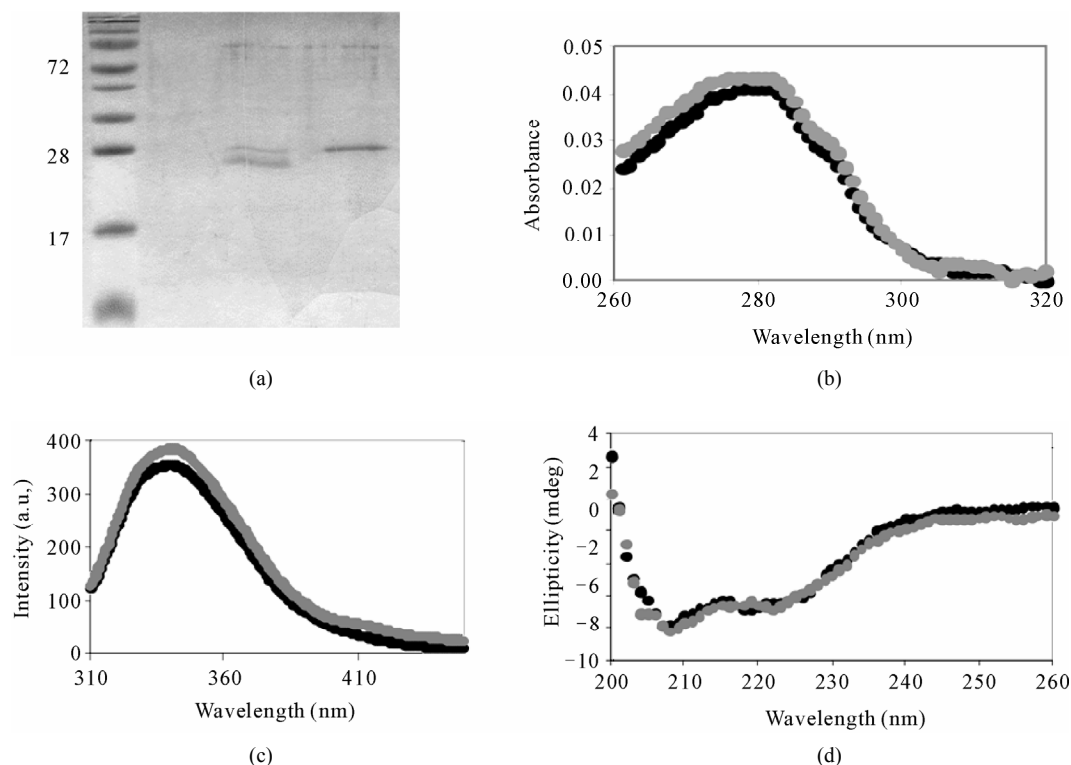 72
28
17
(a)
0.05
0.04
0.03
0.02
0.01
0.00
260 280 300 320
Absorbance
Wavelength (nm)
(b)
400
300
200
100
0
310 360 410
Intensity (a.u,)
Wavelength (nm)
(c)
4
2
0
−2
−6
−8
−10
200 210 220 230 240 250 260
Ellipticity (mdeg)
Wavelength (nm)
(d)